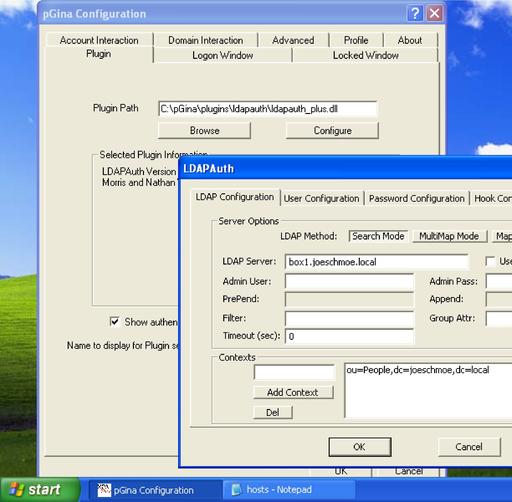 pGina Configuration
Account Interaction Domain Interaction Advanced Profile About
Plugin Logon Window Locked Window
Plugin Path C:\pGina\plugins\ldapauth\ldapauth_plus.dll
Browse Configure
Selected Plugin Information
LDAPAuth Version
Morris and Nathan
Show authen
Name to display for Plugin se
OK Cancel
LDAPAuth
LDAP Configuration User Configuration Password Configuration Hook Con
Server Options
LDAP Method: Search Mode MultiMap Mode Map
LDAP Server: box1.joeschmoe.local Use
Admin User: Admin Pass:
PrePend: Append:
Filter: Group Attr:
Timeout (sec): 0
Contexts
ou=People,dc=joeschmoe,dc=local
Add Context
Del
OK Cancel
start pGina Configuration hosts - Notepad